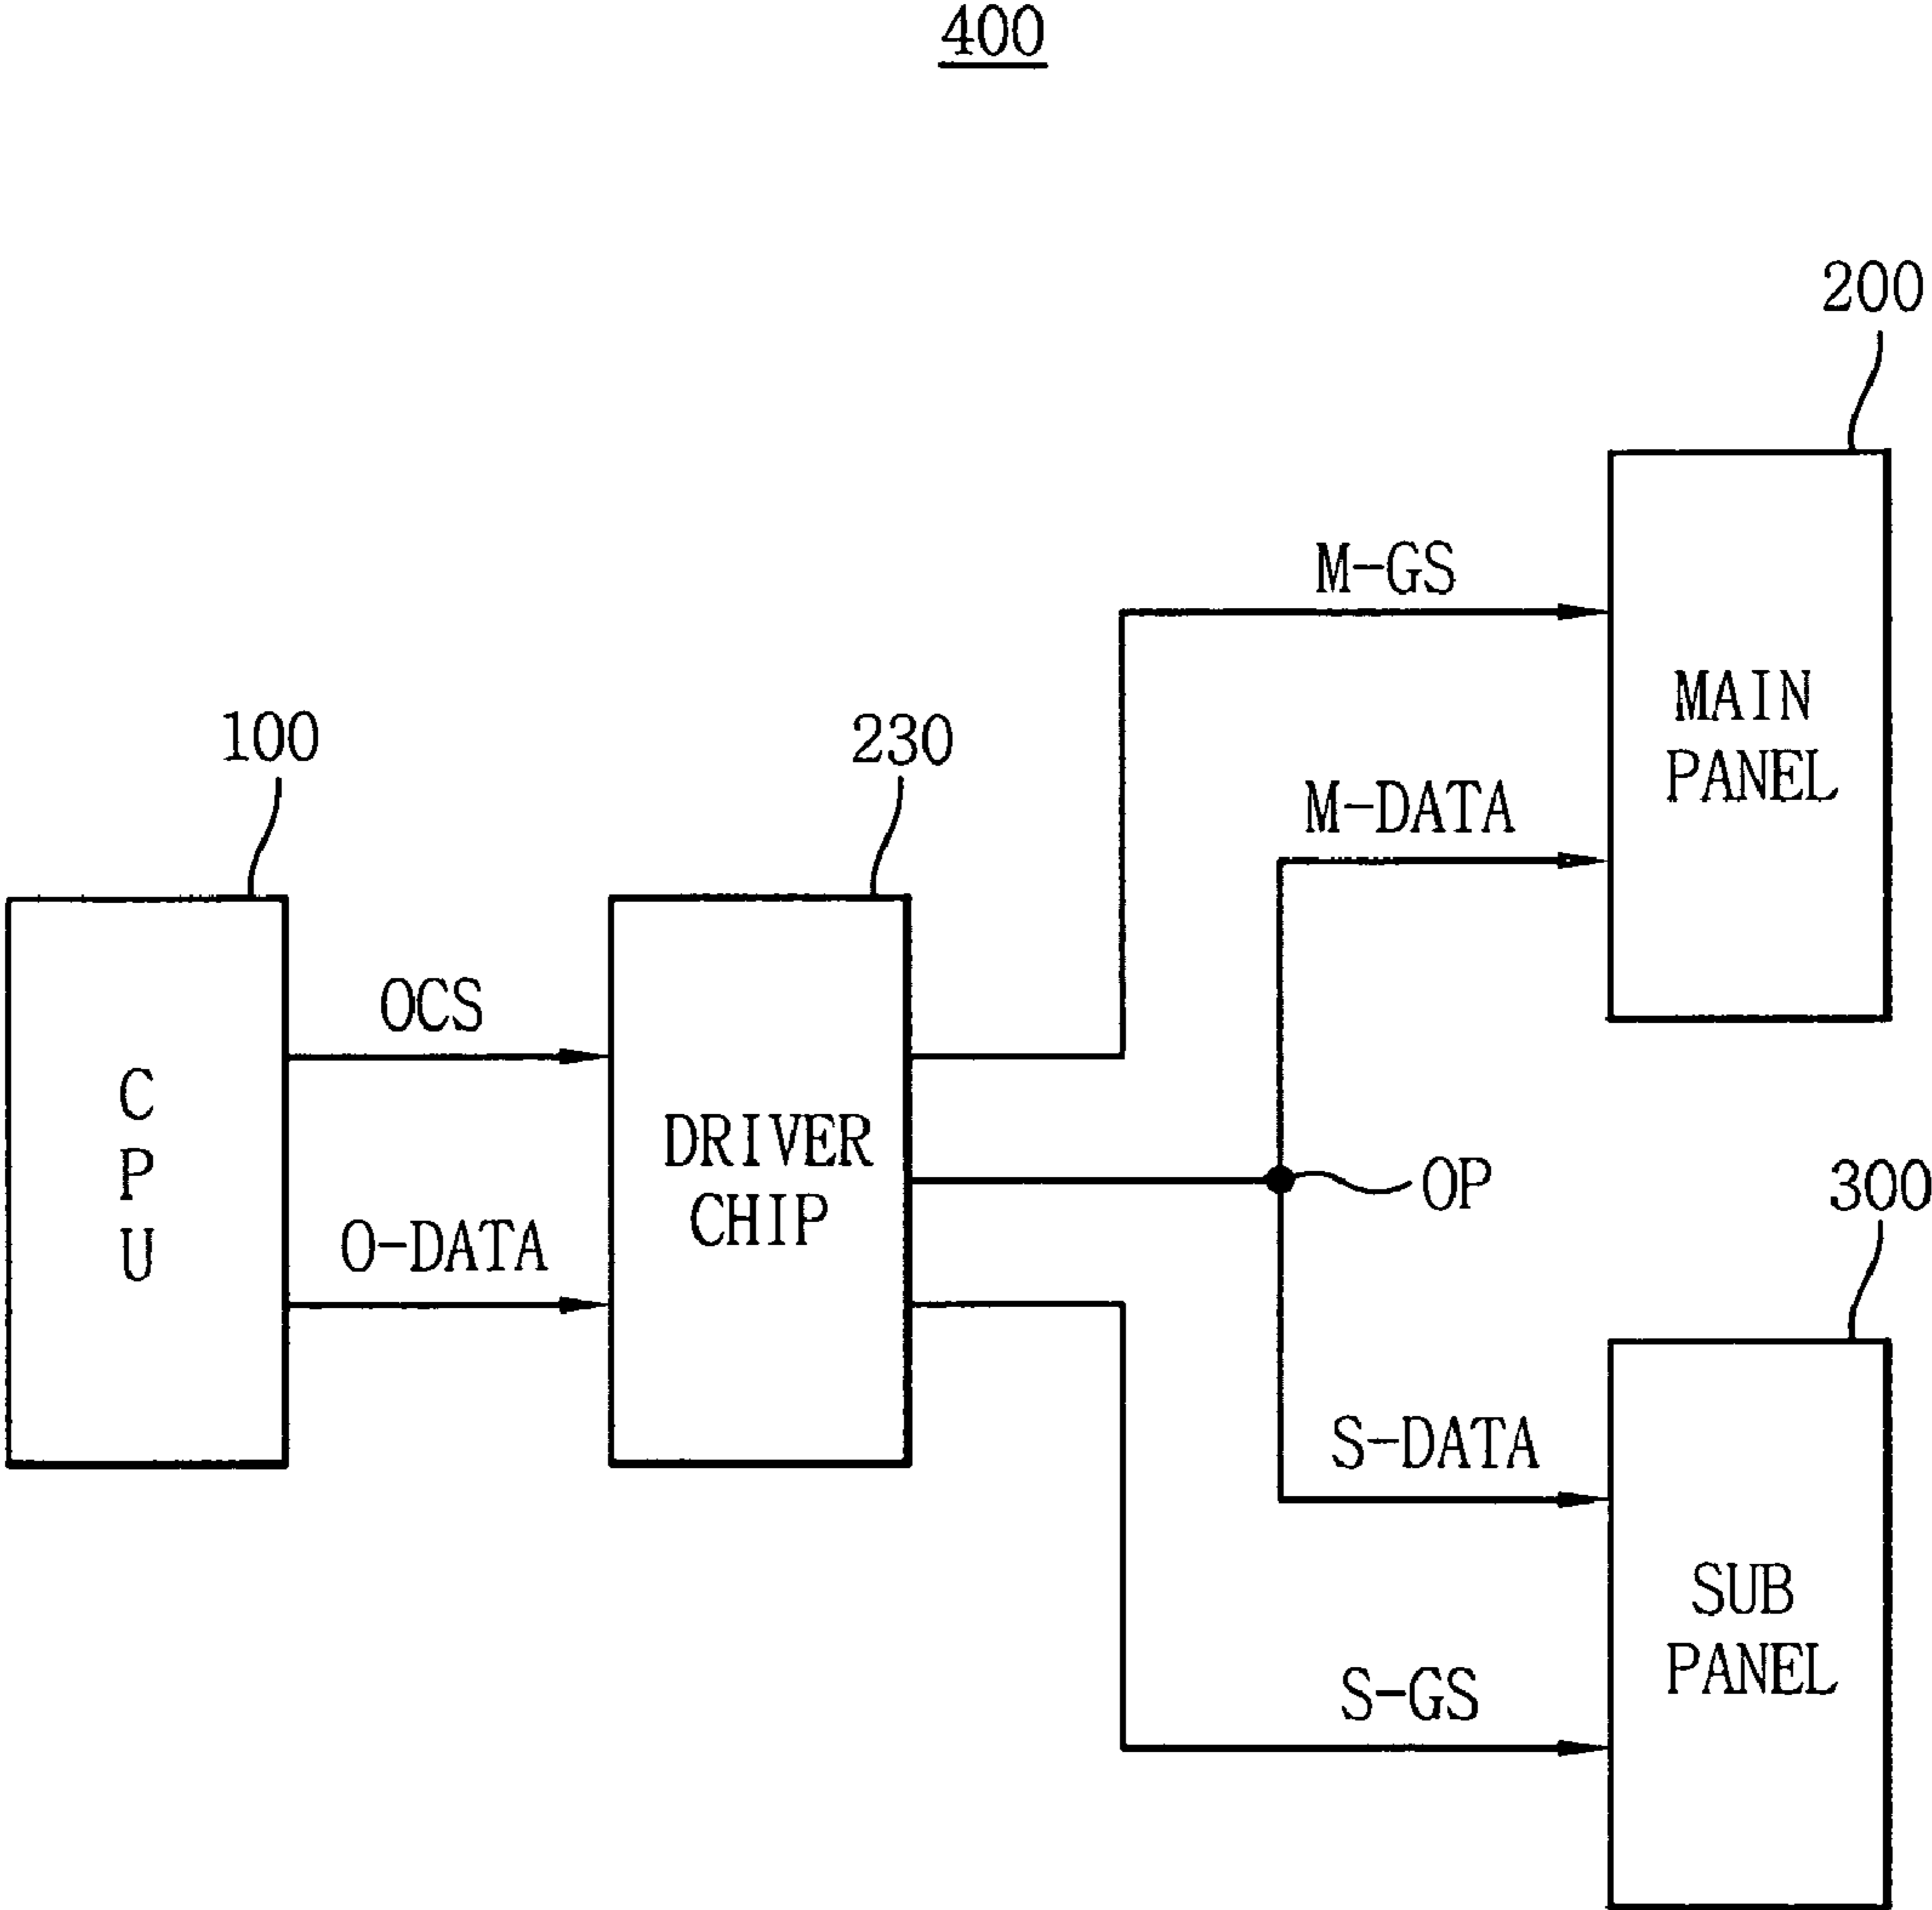 400
200
M-GS
MAIN
PANEL
100
230
M-DATA
OCS
C
P
U
DRIVER
CHIP
OP
300
O-DATA
S-DATA
SUB
PANEL
S-GS